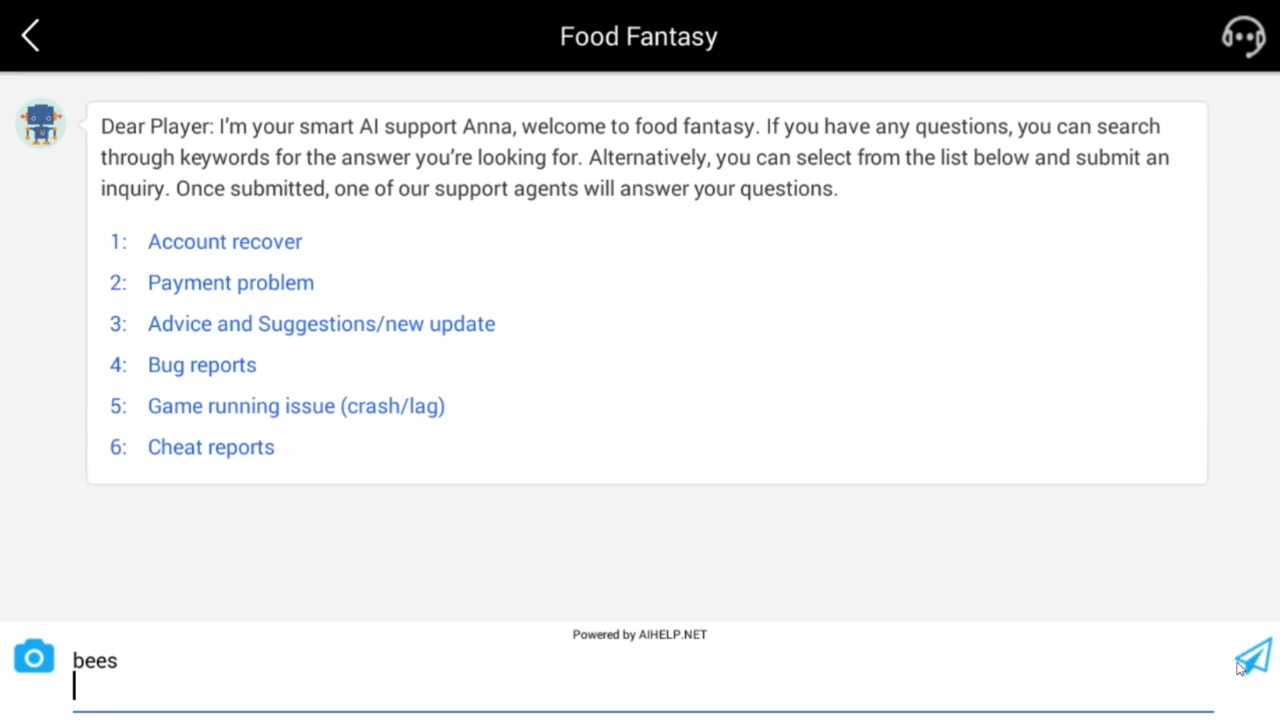 Food Fantasy
Dear Player: I'm your smart AI support Anna, welcome to food fantasy. If you have any questions, you can search
through keywords for the answer you're looking for. Alternatively, you can select from the list below and submit an
inquiry. Once submitted, one of our support agents will answer your questions.
1: Account recover
2: Payment problem
3: Advice and Suggestions/new update
4: Bug reports
5: Game running issue (crash/lag)
6: Cheat reports
Powered by AIHELP.NET
bees